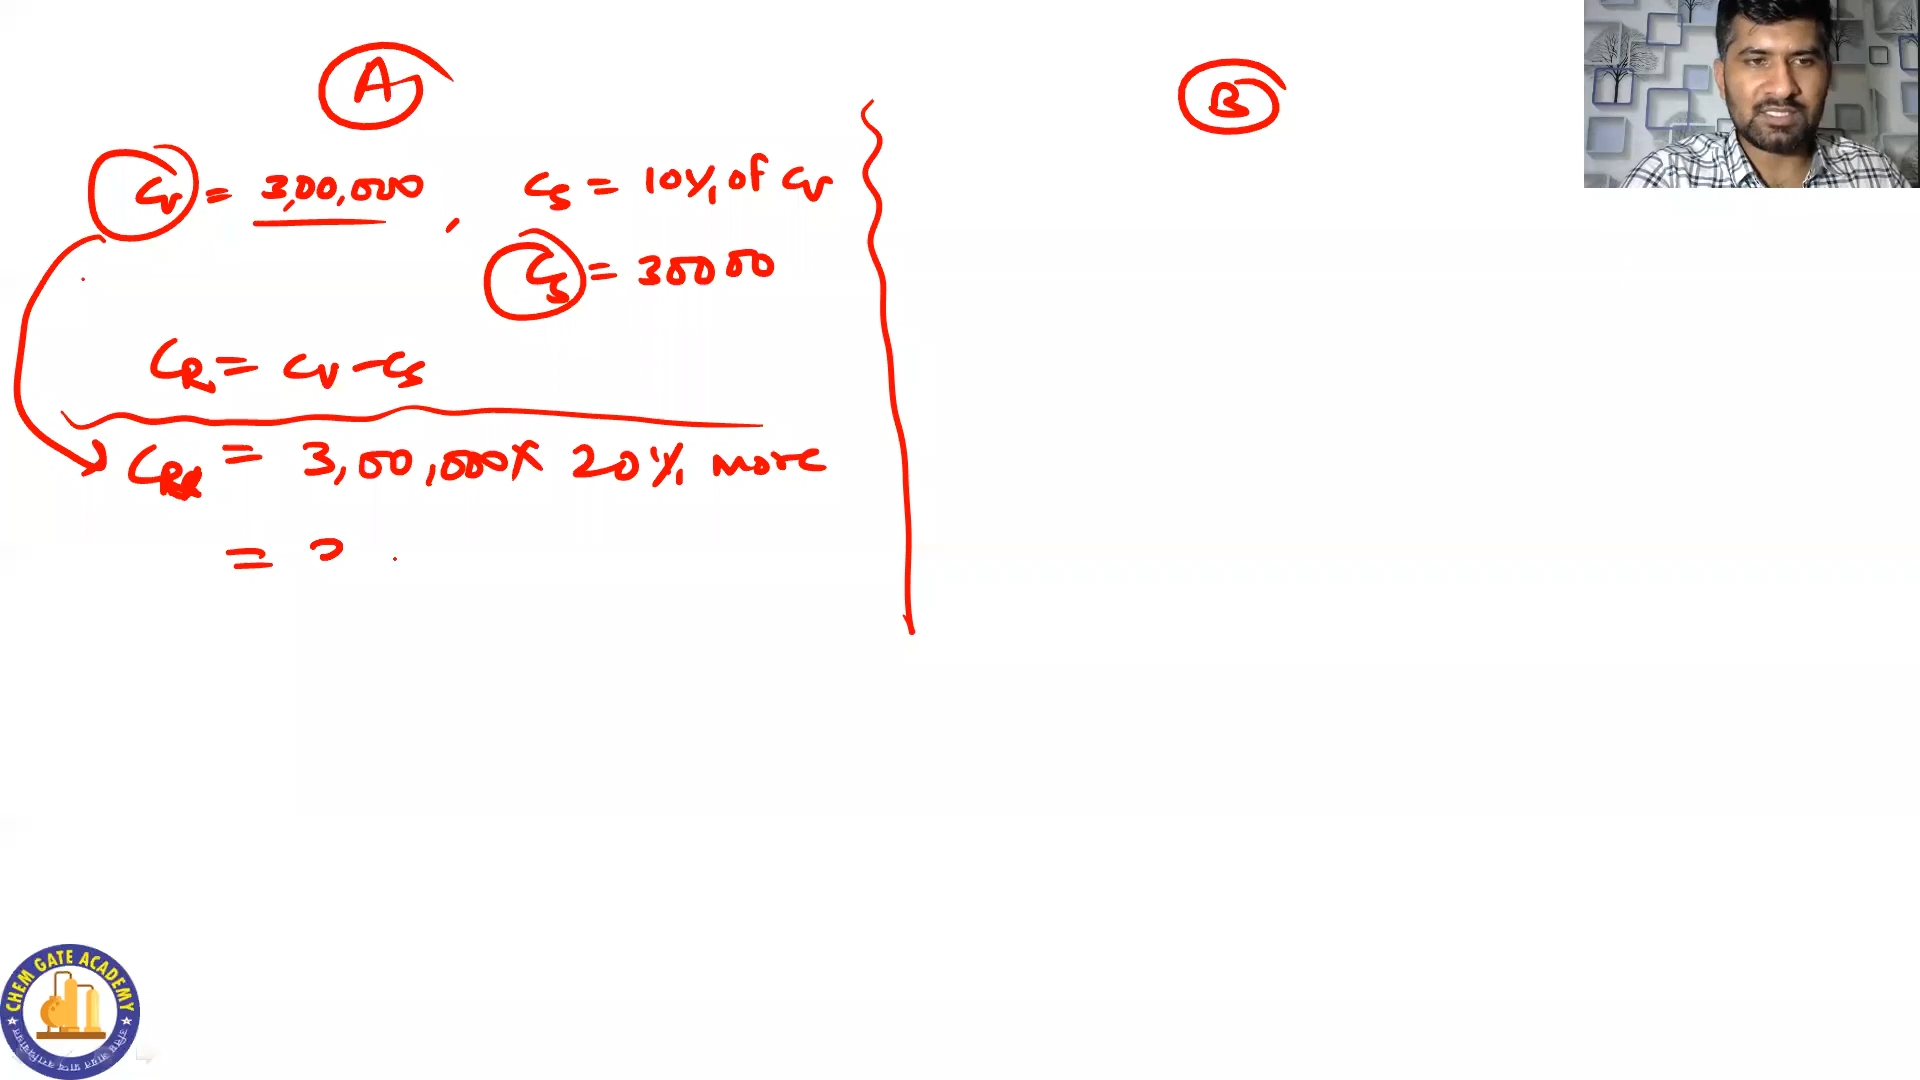 A
B
Cv = 3,00,000 , Cs = 10% of Cv
Cs = 30000
CR = Cv - Cs
= 3,00,000 x 20% more
= 3
CHEM GATE ACADEMY